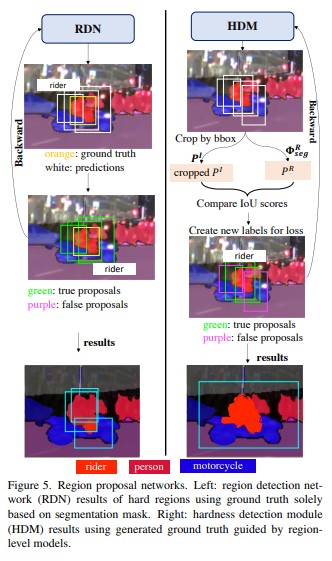 RDN
HDM
rider
orange: ground truth
white: predictions
Backward
rider
green: true proposals
purple: false proposals
results
Crop by bbox
P^I
Φ^R_seg
cropped P^I
P^R
Compare IoU scores
Create new labels for loss
Backward
rider
green: true proposals
purple: false proposals
results
rider person motorcycle
Figure 5. Region proposal networks. Left: region detection net-
work (RDN) results of hard regions using ground truth solely
based on segmentation mask. Right: hardness detection module
(HDM) results using generated ground truth guided by region-
level models.